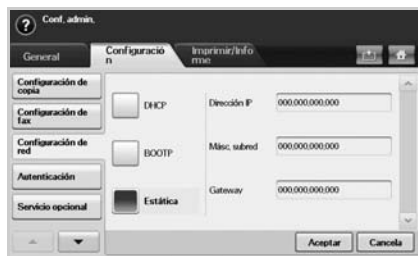 Conf. admin.
General
Configuració
n
Imprimir/Info
rme
Configuración de
copia
Configuración de
fax
Configuración de
red
Autenticación
Servicio opcional
DHCP
BOOTP
Estática
Dirección IP
000,000,000,000
Másc. subred
000,000,000,000
Gateway
000,000,000,000
Aceptar
Cancela